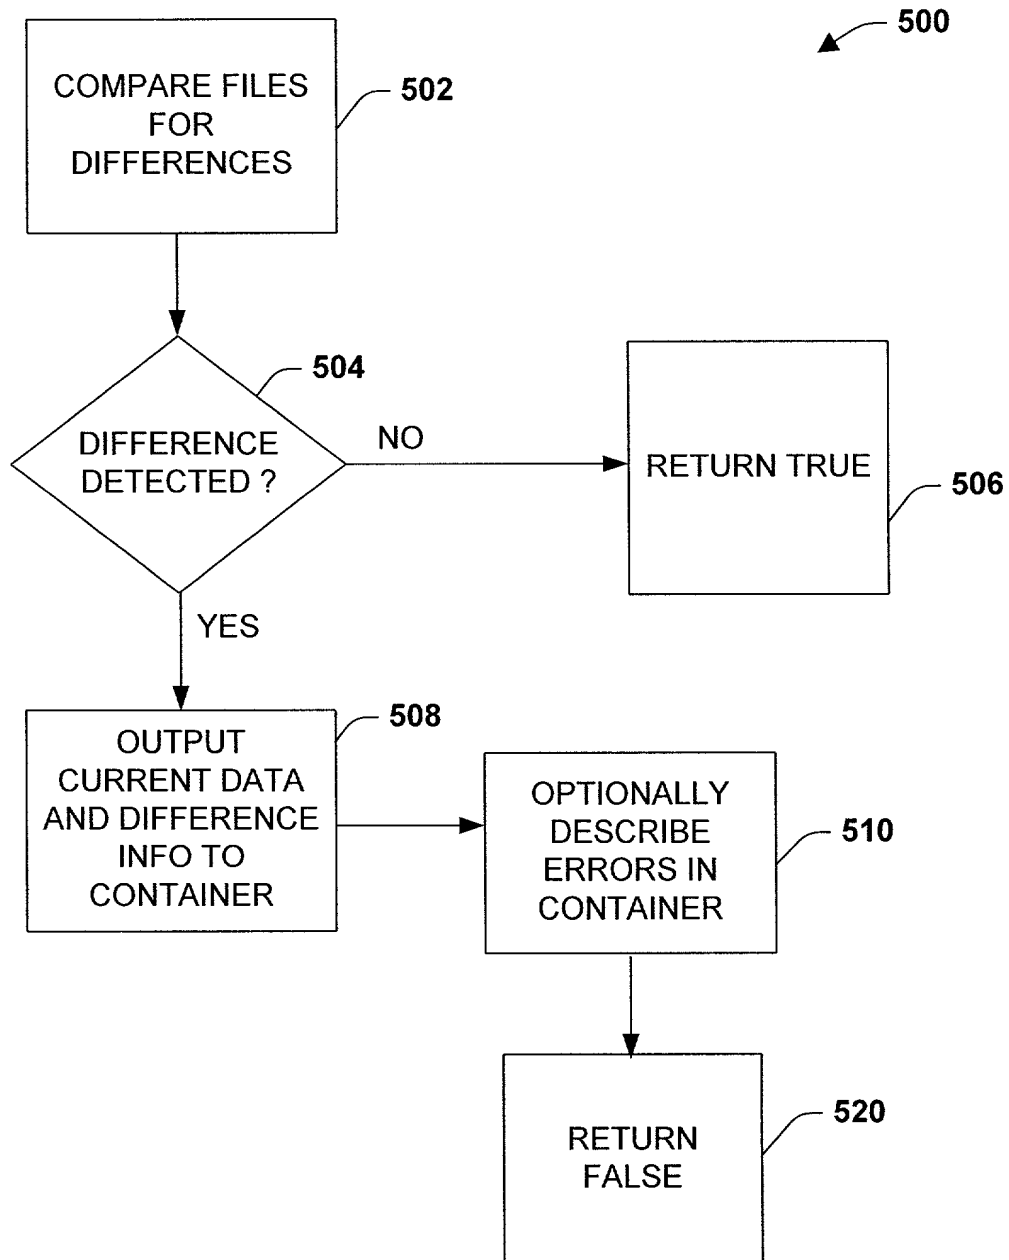 500
COMPARE FILES
FOR
DIFFERENCES
502
504
DIFFERENCE
DETECTED ?
NO
RETURN TRUE
506
YES
508
OUTPUT
CURRENT DATA
AND DIFFERENCE
INFO TO
CONTAINER
OPTIONALLY
DESCRIBE
ERRORS IN
CONTAINER
510
RETURN
FALSE
520